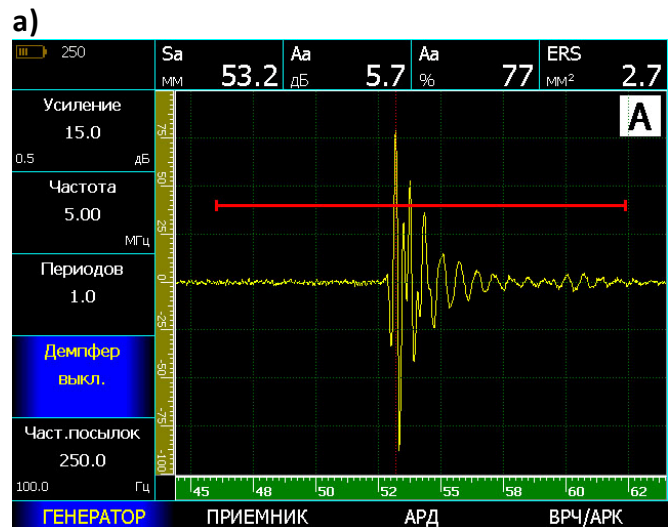 а)
250
Sa
мм 53.2
Aa
дБ 5.7
Aa
% 77
ERS
мм² 2.7
Усиление
15.0
0.5 дБ
Частота
5.00
МГц
Периодов
1.0
Демпфер
выкл.
Част.посылок
250.0
100.0 Гц
A
75
50
25
0
-25
-50
-75
-100
45 48 50 52 55 58 60 62
ГЕНЕРАТОР ПРИЕМНИК АРД ВРЧ/АРК